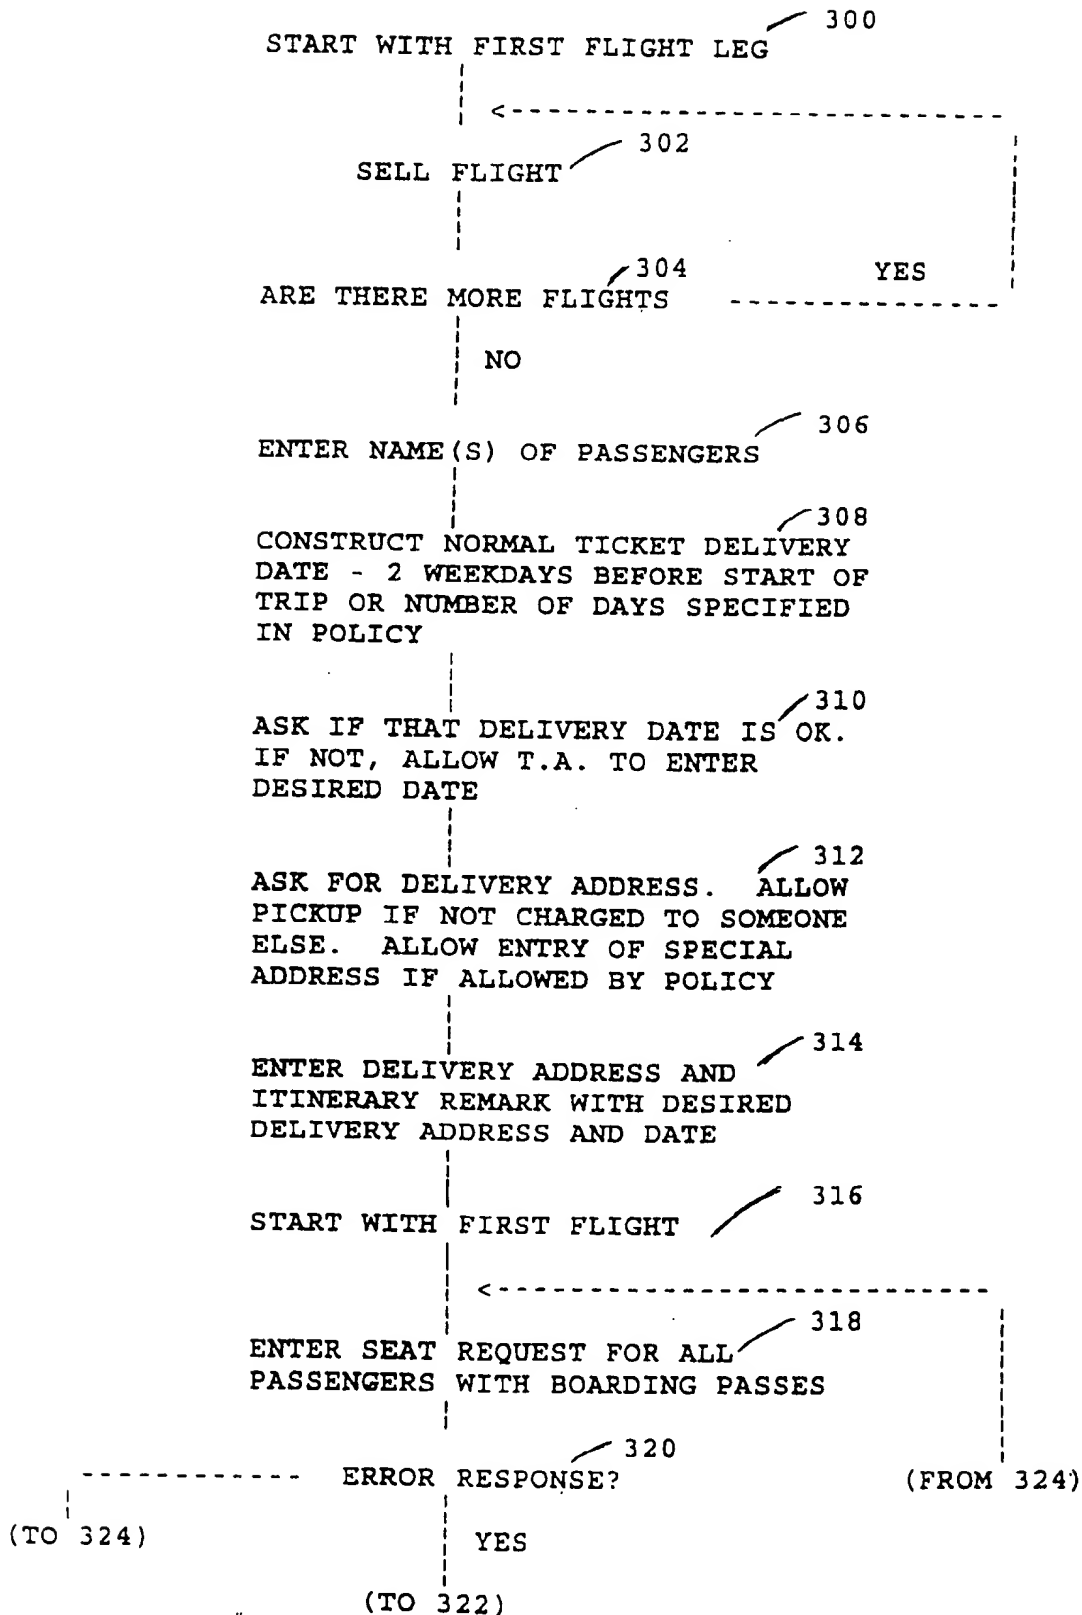 300
START WITH FIRST FLIGHT LEG
302
SELL FLIGHT
304
YES
ARE THERE MORE FLIGHTS
NO
306
ENTER NAME(S) OF PASSENGERS
308
CONSTRUCT NORMAL TICKET DELIVERY
DATE - 2 WEEKDAYS BEFORE START OF
TRIP OR NUMBER OF DAYS SPECIFIED
IN POLICY
310
ASK IF THAT DELIVERY DATE IS OK.
IF NOT, ALLOW T.A. TO ENTER
DESIRED DATE
312
ASK FOR DELIVERY ADDRESS. ALLOW
PICKUP IF NOT CHARGED TO SOMEONE
ELSE. ALLOW ENTRY OF SPECIAL
ADDRESS IF ALLOWED BY POLICY
314
ENTER DELIVERY ADDRESS AND
ITINERARY REMARK WITH DESIRED
DELIVERY ADDRESS AND DATE
316
START WITH FIRST FLIGHT
318
ENTER SEAT REQUEST FOR ALL
PASSENGERS WITH BOARDING PASSES
320
ERROR RESPONSE?
(FROM 324)
(TO 324)
YES
(TO 322)